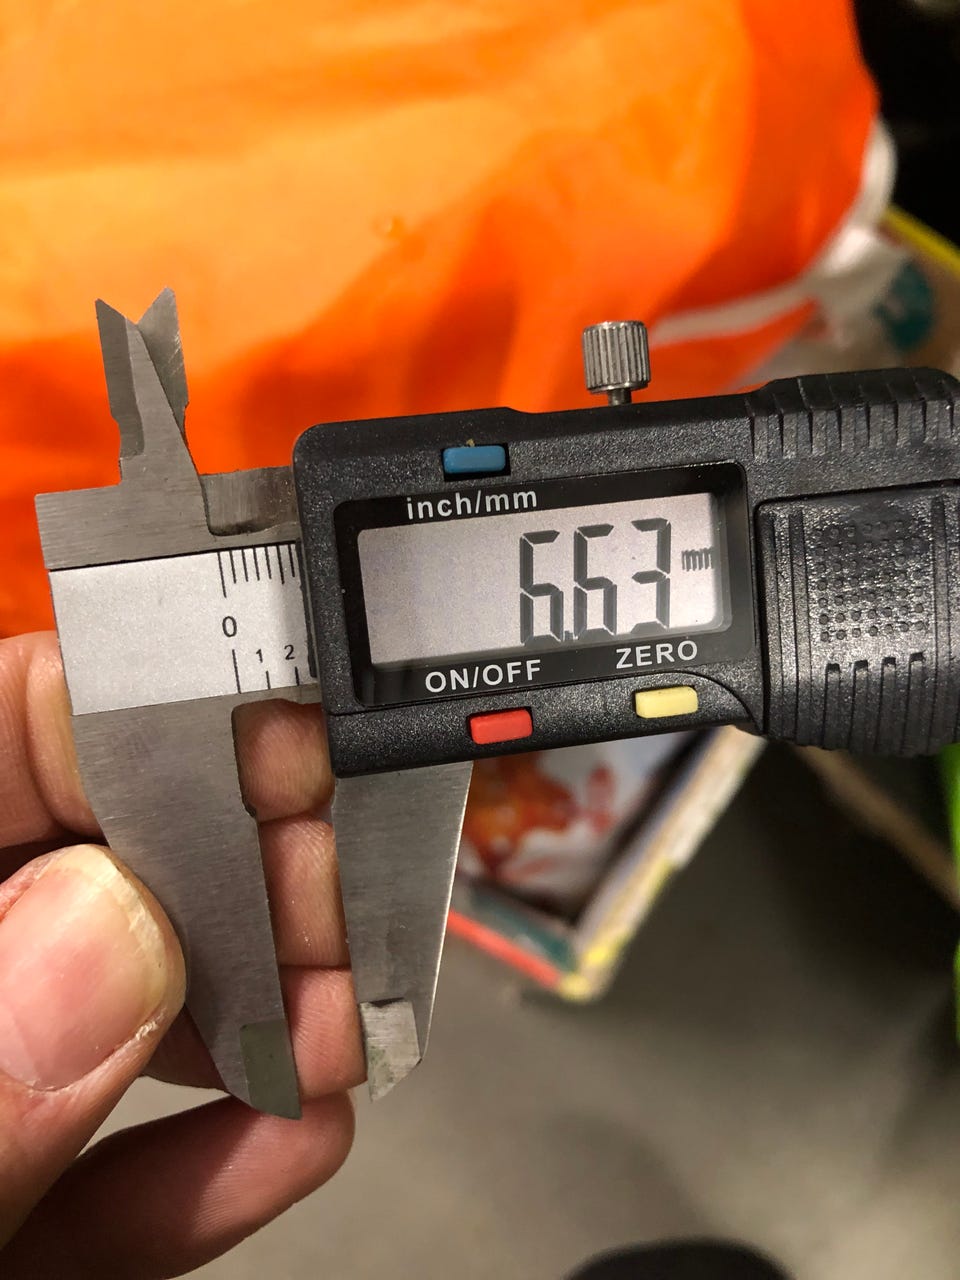 inch/mm
6.63 mm
ON/OFF ZERO
0
1 2